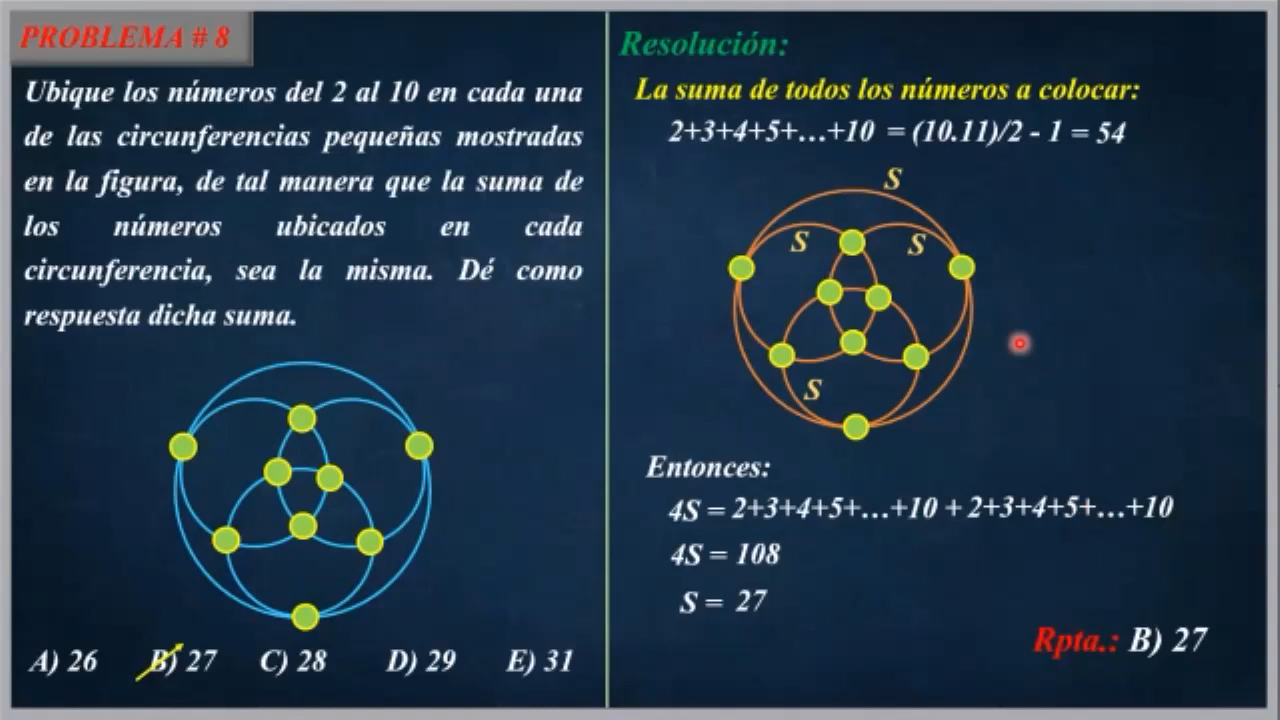 PROBLEMA # 8
Ubique los números del 2 al 10 en cada una
de las circunferencias pequeñas mostradas
en la figura, de tal manera que la suma de
los números ubicados en cada
circunferencia, sea la misma. Dé como
respuesta dicha suma.
A) 26 B) 27 C) 28 D) 29 E) 31
Resolución:
La suma de todos los números a colocar:
2+3+4+5+...+10 = (10.11)/2 - 1 = 54
S
S S
S
Entonces:
4S = 2+3+4+5+...+10 + 2+3+4+5+...+10
4S = 108
S = 27
Rpta.: B) 27